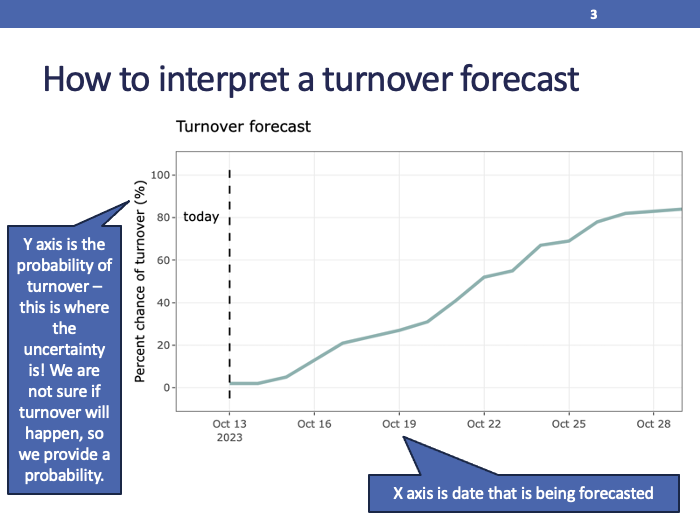 3
How to interpret a turnover forecast
Turnover forecast
Percent chance of turnover (%)
100
80
60
40
20
0
today
Oct 13
2023
Oct 16
Oct 19
Oct 22
Oct 25
Oct 28
Y axis is the
probability of
turnover –
this is where
the
uncertainty
is! We are
not sure if
turnover will
happen, so
we provide a
probability.
X axis is date that is being forecasted